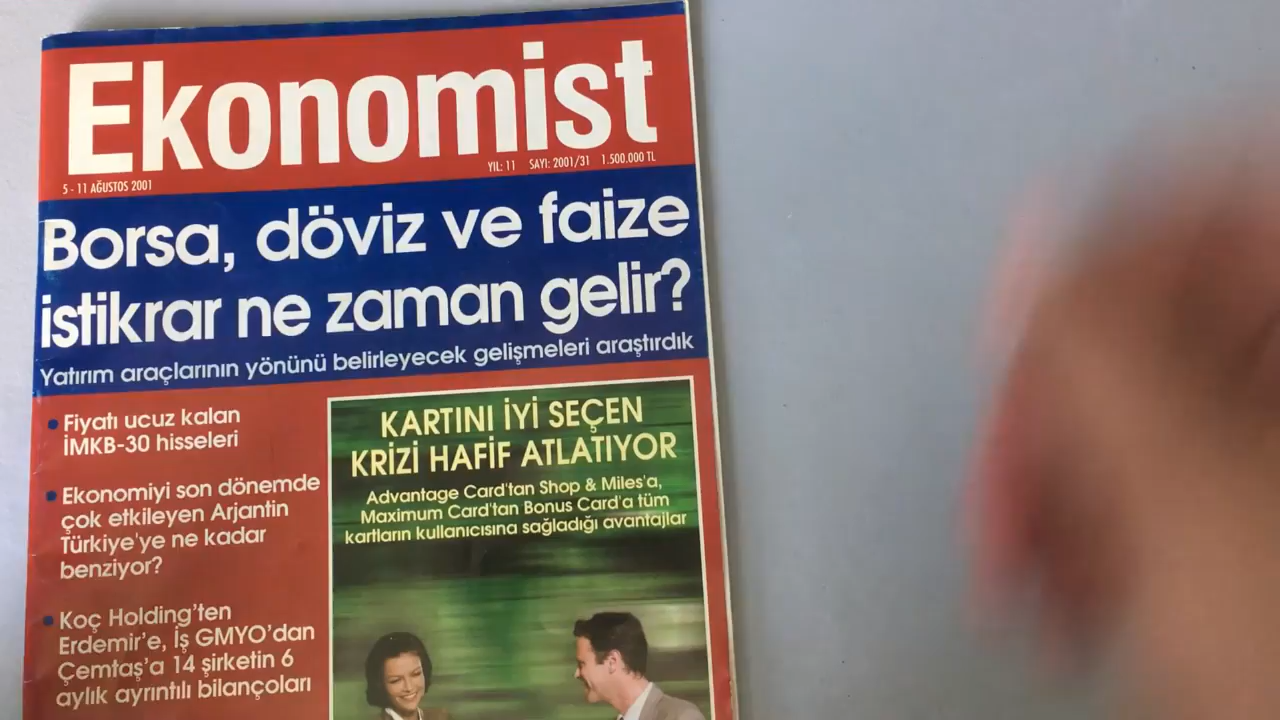 Ekonomist
5 - 11 AĞUSTOS 2001
YIL: 11 SAYI: 2001/31 1.500.000 TL
Borsa, döviz ve faize
istikrar ne zaman gelir?
Yatırım araçlarının yönünü belirleyecek gelişmeleri araştırdık
• Fiyatı ucuz kalan
İMKB-30 hisseleri
• Ekonomiyi son dönemde
çok etkileyen Arjantin
Türkiye'ye ne kadar
benziyor?
• Koç Holding'ten
Erdemir'e, İş GMYO'dan
Çemtaş'a 14 şirketin 6
aylık ayrıntılı bilançoları
KARTINI İYİ SEÇEN
KRİZİ HAFİF ATLATIYOR
Advantage Card'tan Shop & Miles'a,
Maximum Card'tan Bonus Card'a tüm
kartların kullanıcısına sağladığı avantajlar